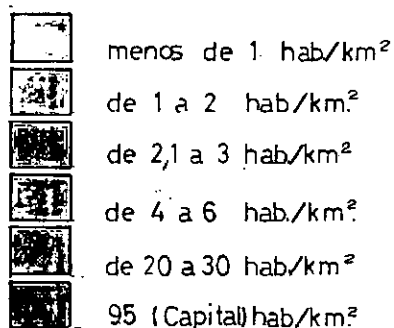 menos de 1 hab/km²
de 1 a 2 hab/km²
de 2,1 a 3 hab/km²
de 4 a 6 hab./km²
de 20 a 30 hab/km²
95 (Capital) hab/km²